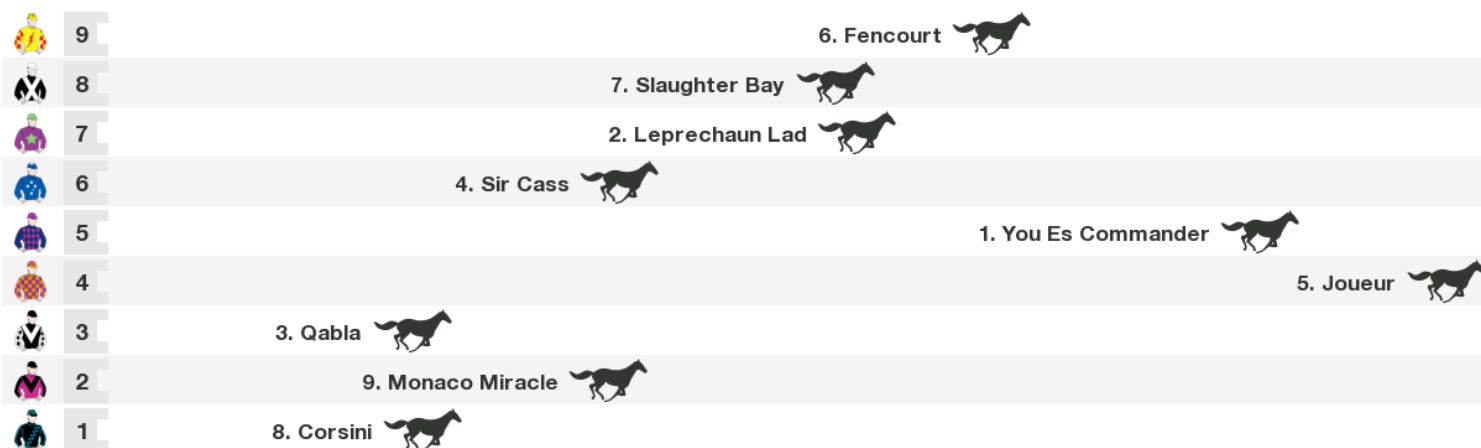 9 6. Fencourt
8 7. Slaughter Bay
7 2. Leprechaun Lad
6 4. Sir Cass
5 1. You Es Commander
4 5. Joueur
3 3. Qabla
2 9. Monaco Miracle
1 8. Corsini